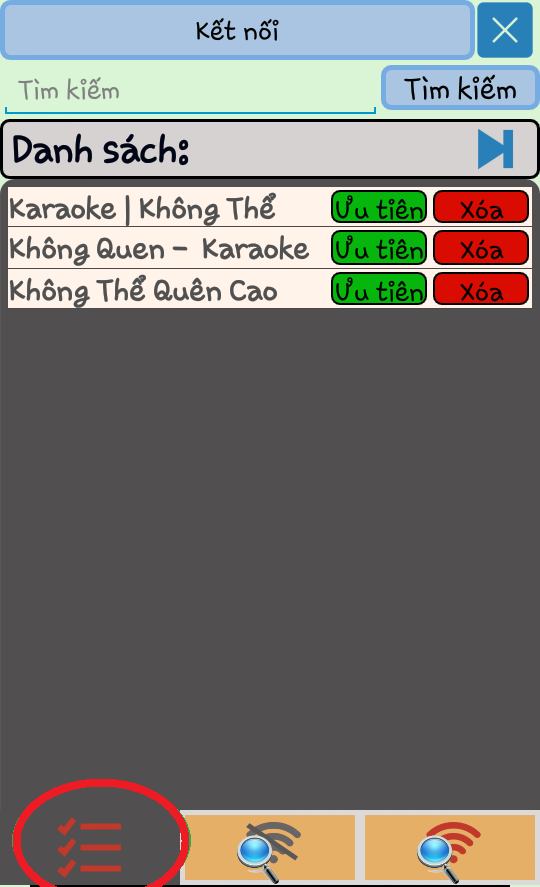 Kết nối
Tìm kiếm Tìm kiếm
Danh sách:
Karaoke | Không Thể Ưu tiên Xóa
Không Quen - Karaoke Ưu tiên Xóa
Không Thể Quên Cao Ưu tiên Xóa